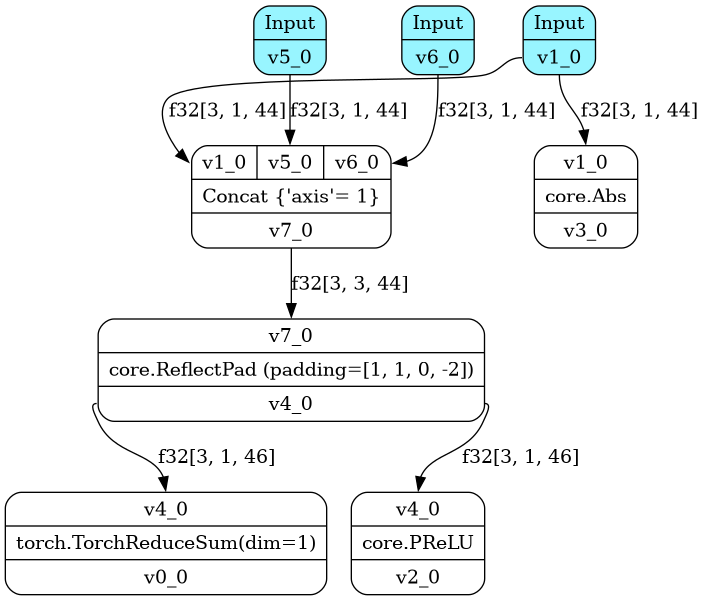 Input
v5_0
Input
v6_0
Input
v1_0
f32[3, 1, 44]
f32[3, 1, 44]
f32[3, 1, 44]
f32[3, 1, 44]
v1_0 v5_0 v6_0
Concat {'axis'= 1}
v7_0
v1_0
core.Abs
v3_0
f32[3, 3, 44]
v7_0
core.ReflectPad (padding=[1, 1, 0, -2])
v4_0
f32[3, 1, 46]
f32[3, 1, 46]
v4_0
torch.TorchReduceSum(dim=1)
v0_0
v4_0
core.PReLU
v2_0